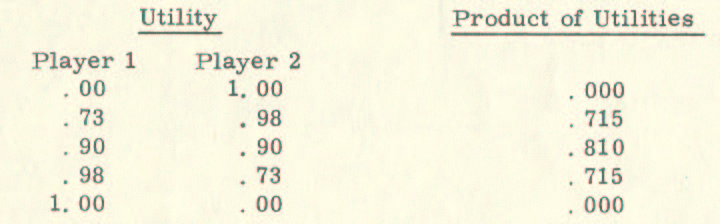 Utility Product of Utilities
Player 1 Player 2
.00 1.00 .000
.73 .98 .715
.90 .90 .810
.98 .73 .715
1.00 .00 .000